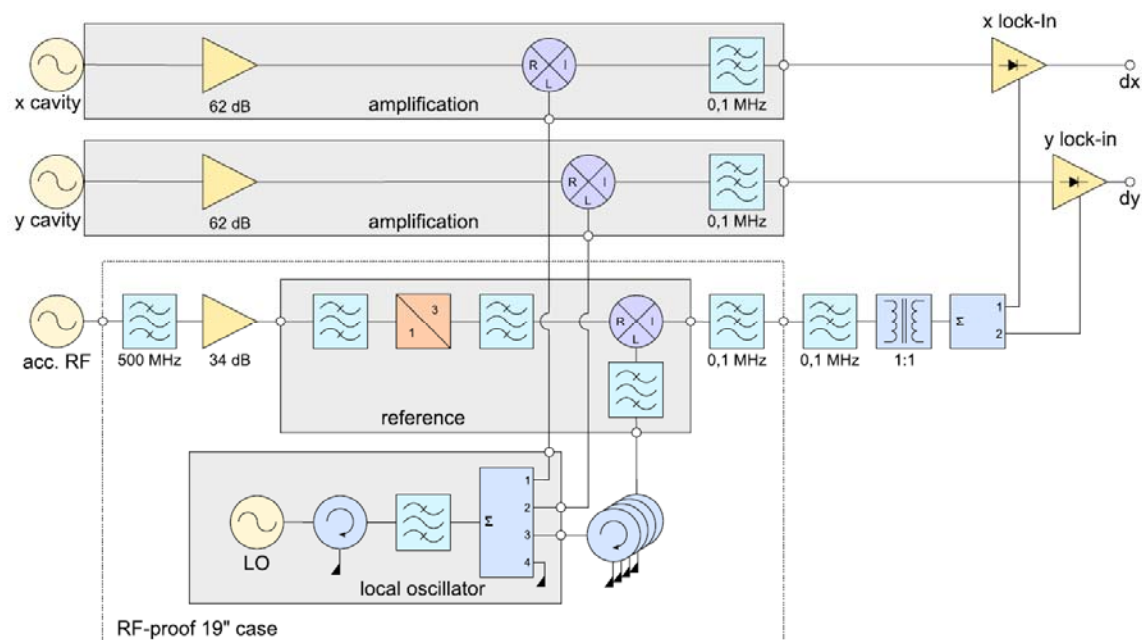 x lock-In
R I
L
x cavity
62 dB
amplification
0,1 MHz
dx
y lock-in
R I
L
y cavity
62 dB
amplification
0,1 MHz
dy
3
1
R I
L
Σ
1
2
acc. RF
500 MHz
34 dB
0,1 MHz
0,1 MHz
1:1
reference
1
2
Σ
3
4
LO
local oscillator
RF-proof 19" case